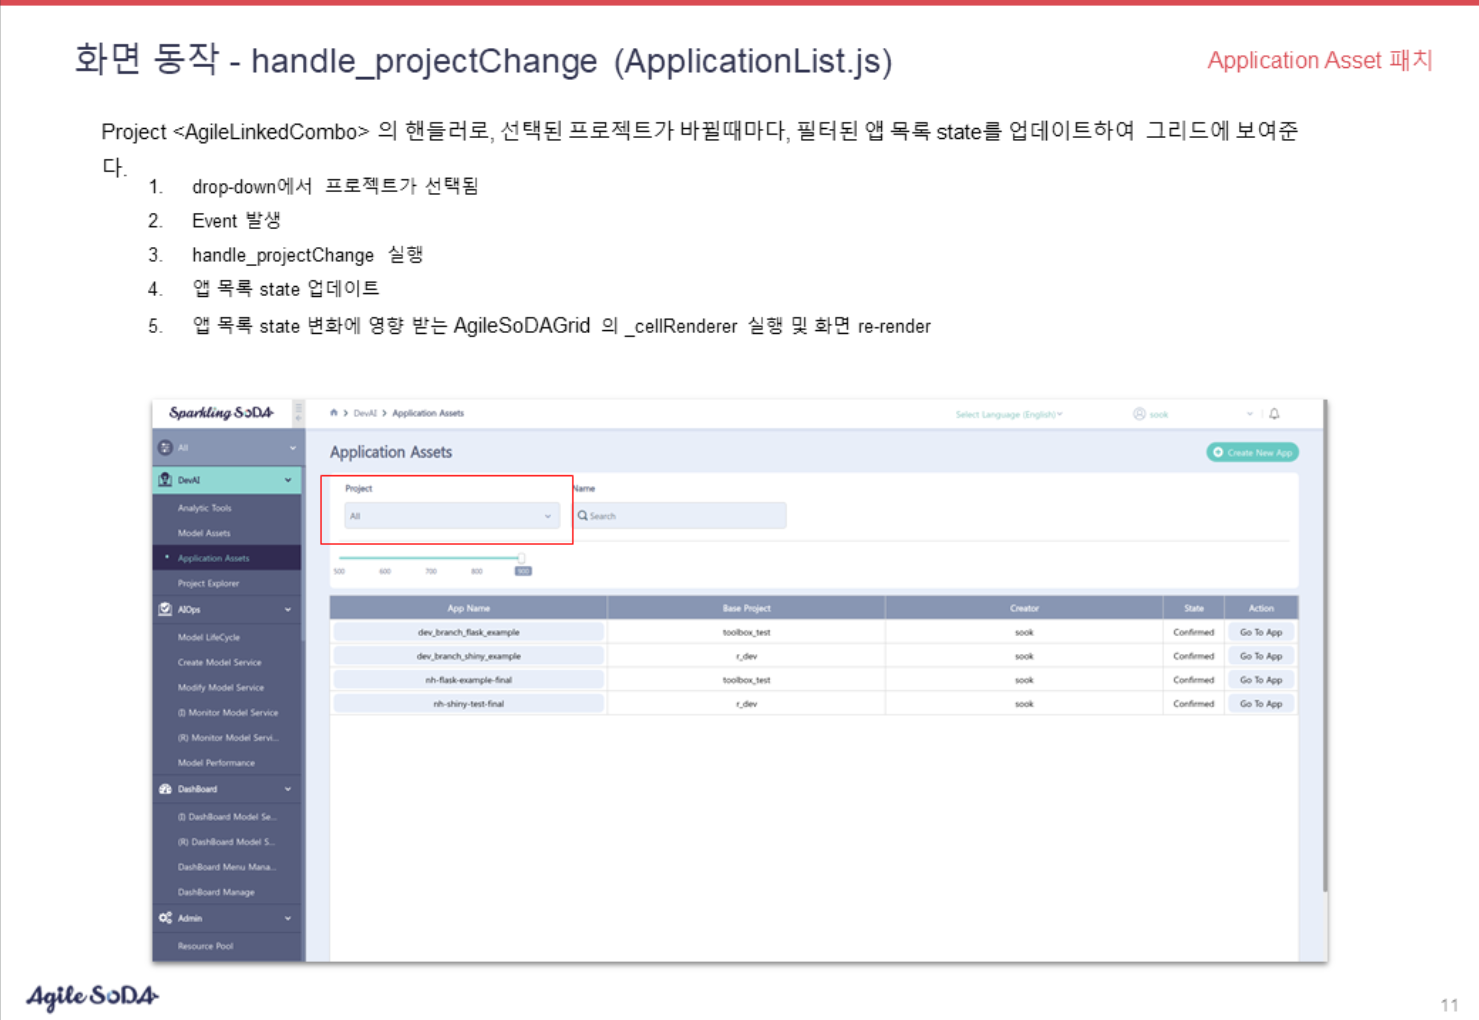 화면 동작 - handle_projectChange (ApplicationList.js)
Application Asset 패치
Project <AgileLinkedCombo> 의 핸들러로, 선택된 프로젝트가 바뀔때마다, 필터된 앱 목록 state를 업데이트하여 그리드에 보여준
다.
1. drop-down에서 프로젝트가 선택됨
2. Event 발생
3. handle_projectChange 실행
4. 앱 목록 state 업데이트
5. 앱 목록 state 변화에 영향 받는 AgileSoDAGrid 의 _cellRenderer 실행 및 화면 re-render
Sparkling SoDA
DevAI > Application Assets
Select Language (English)
sook
All
DevAI
Analytic Tools
Model Assets
Application Assets
Project Explorer
AIOps
Model LifeCycle
Create Model Service
Modify Model Service
(I) Monitor Model Service
(R) Monitor Model Servi...
Model Performance
DashBoard
(I) DashBoard Model Se...
(R) DashBoard Model S...
DashBoard Menu Mana...
DashBoard Manage
Admin
Resource Pool
Application Assets
Create New App
Project
Name
All
Search
500 600 700 800 900
App Name Base Project Creator State Action
dev_branch_flask_example toolbox_test sook Confirmed Go To App
dev_branch_shiny_example r_dev sook Confirmed Go To App
nh-flask-example-final toolbox_test sook Confirmed Go To App
nh-shiny-test-final r_dev sook Confirmed Go To App
Agile SoDA
11